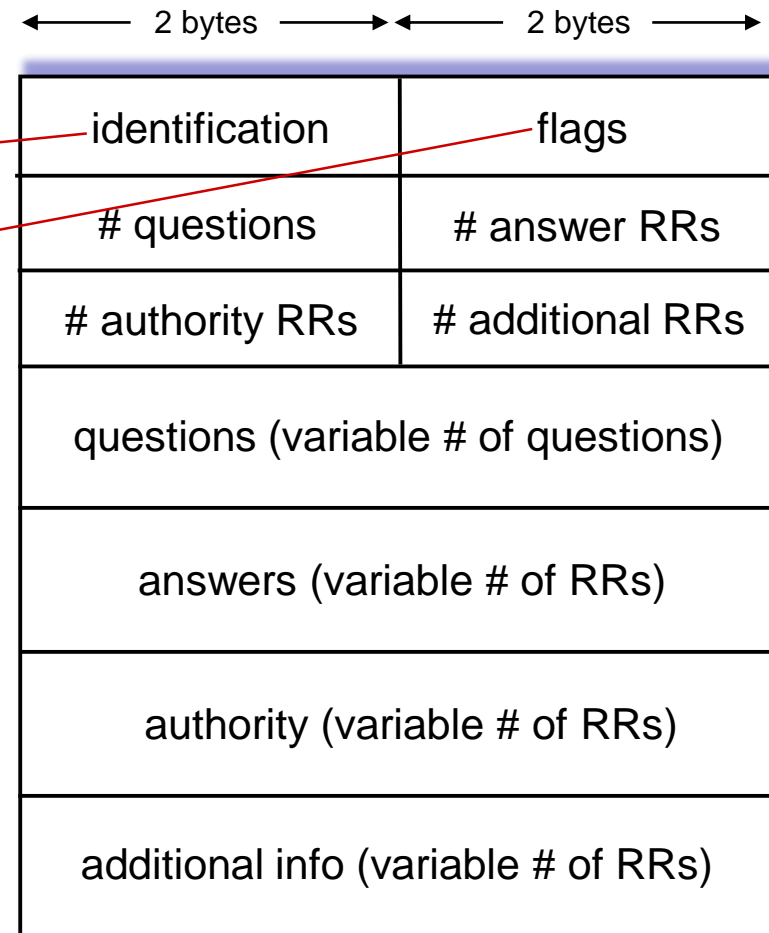 2 bytes 2 bytes
identification flags
# questions # answer RRs
# authority RRs # additional RRs
questions (variable # of questions)
answers (variable # of RRs)
authority (variable # of RRs)
additional info (variable # of RRs)